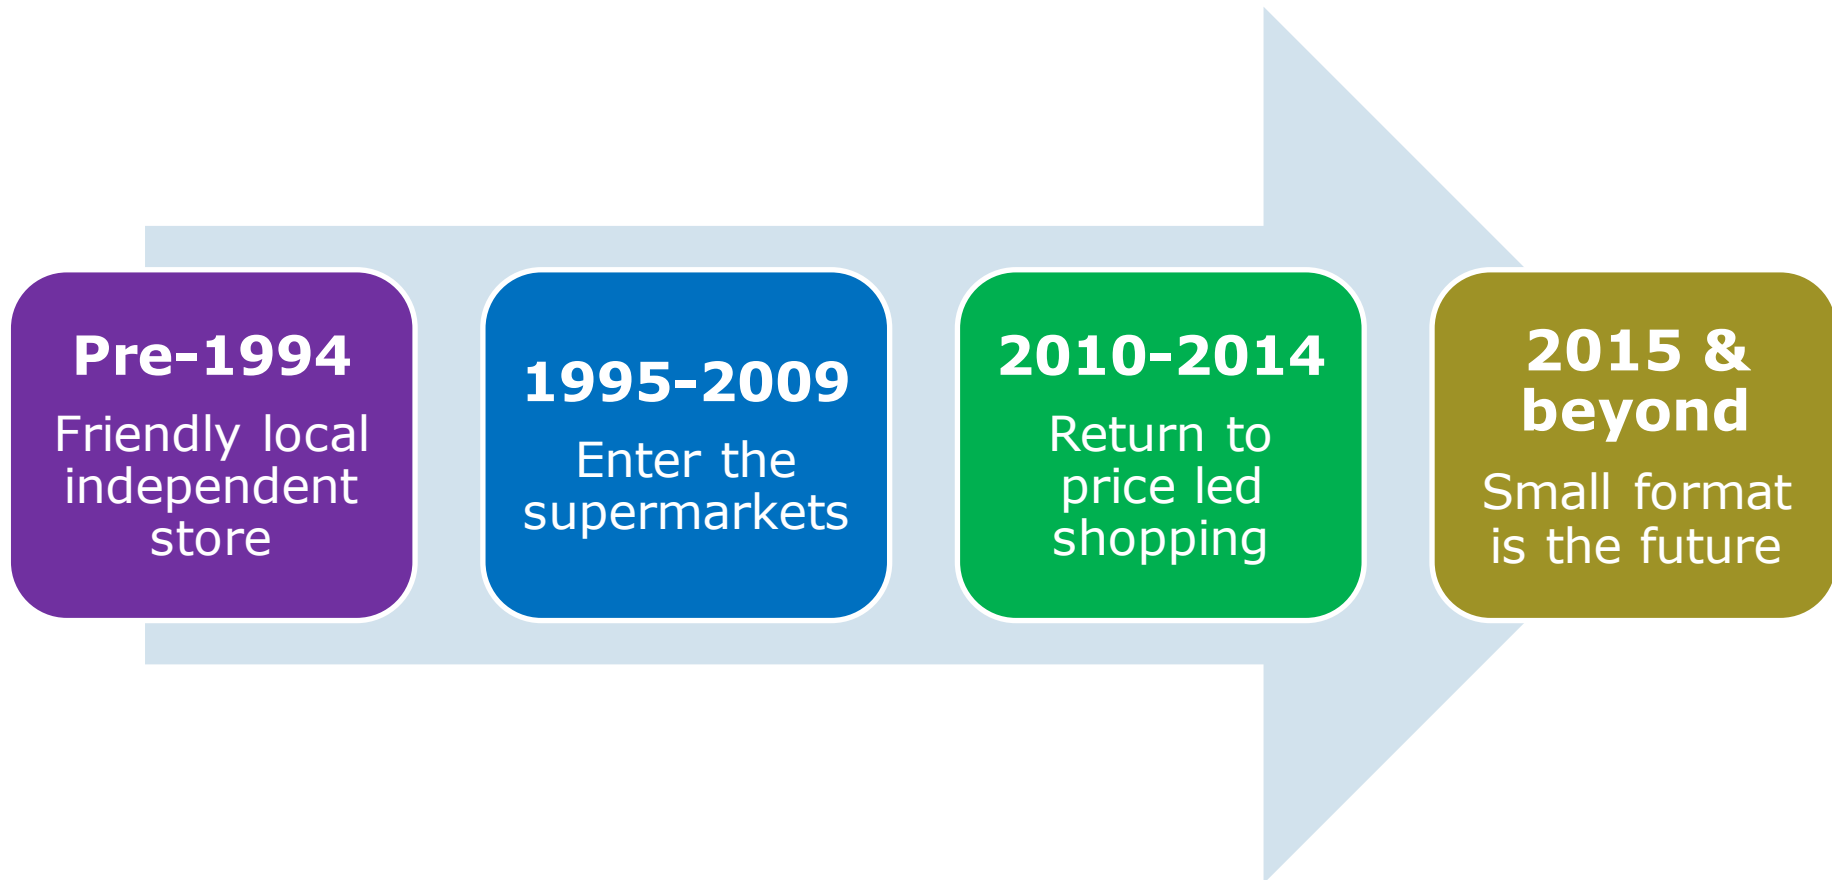 Pre-1994
Friendly local
independent
store
1995-2009
Enter the
supermarkets
2010-2014
Return to
price led
shopping
2015 &
beyond
Small format
is the future